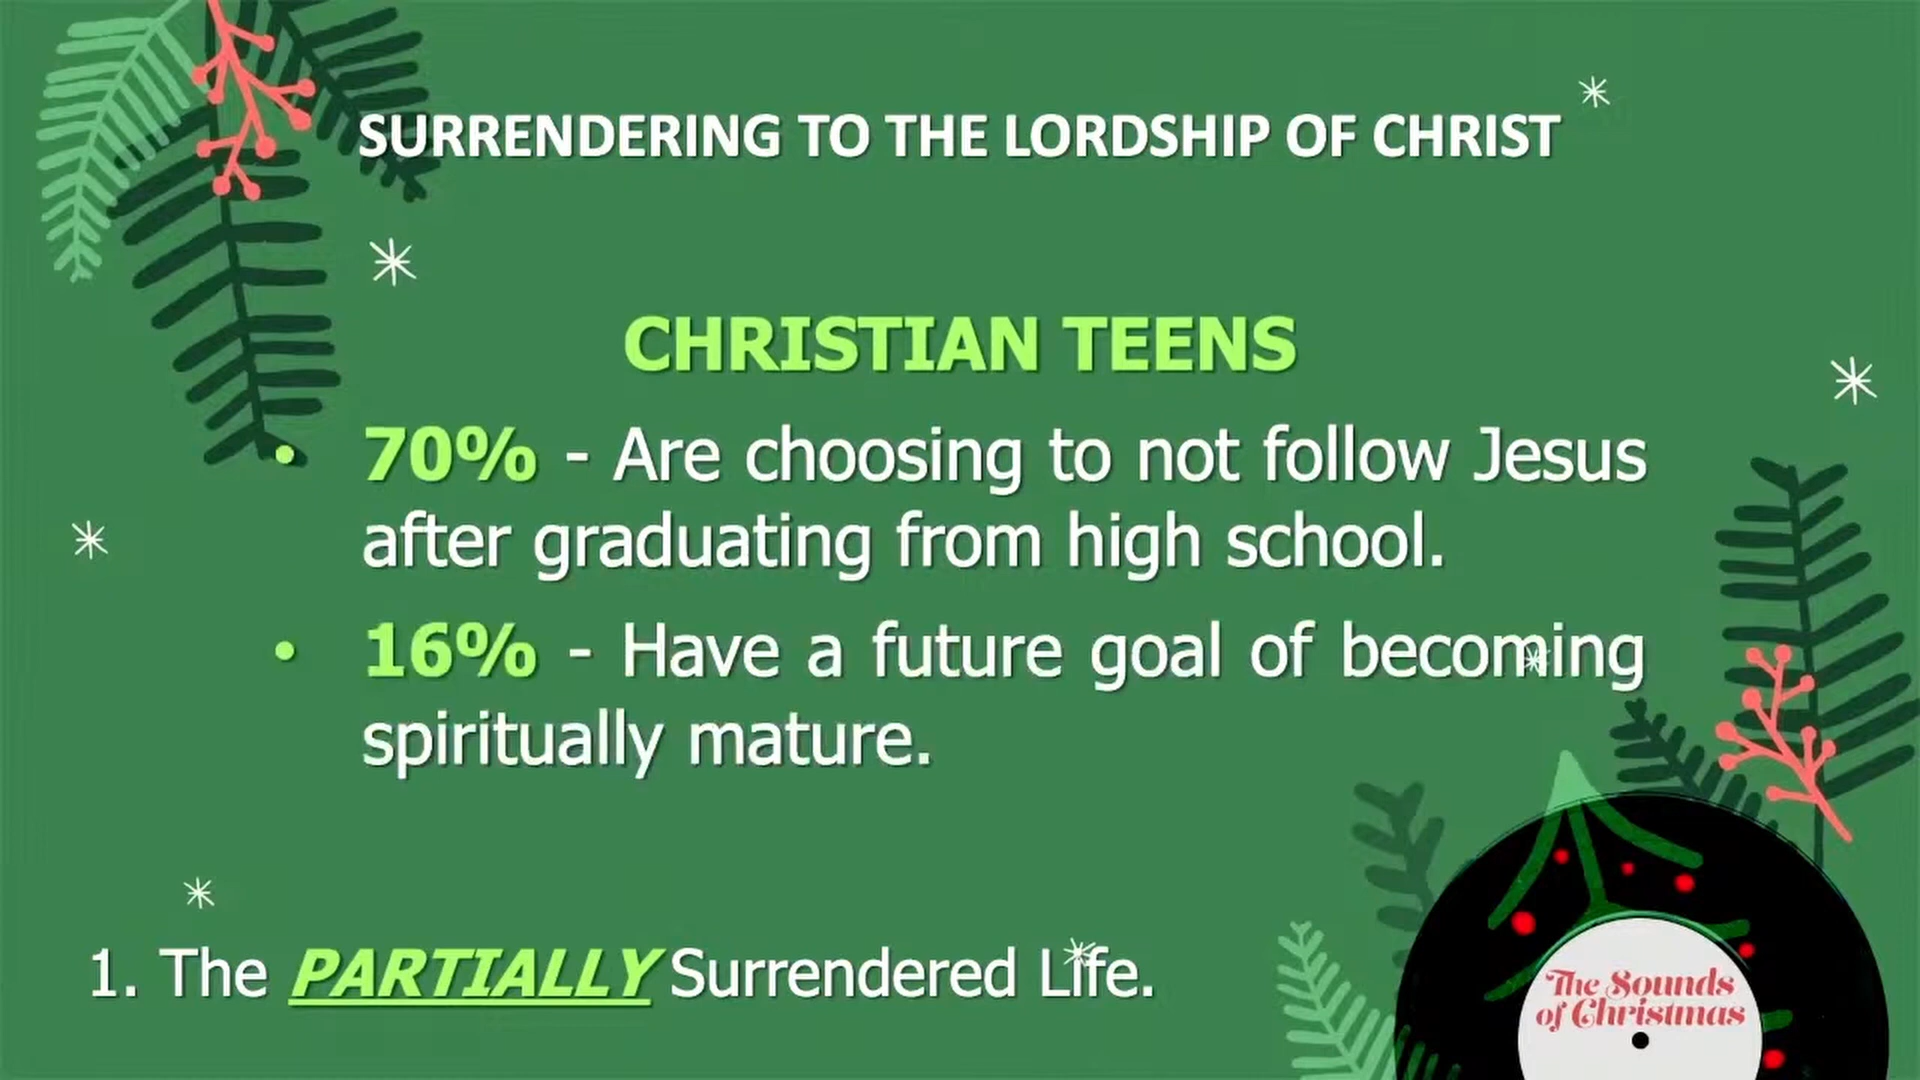 SURRENDERING TO THE LORDSHIP OF CHRIST
CHRISTIAN TEENS
• 70% - Are choosing to not follow Jesus
after graduating from high school.
• 16% - Have a future goal of becoming
spiritually mature.
1. The PARTIALLY Surrendered Life.
The Sounds
of Christmas